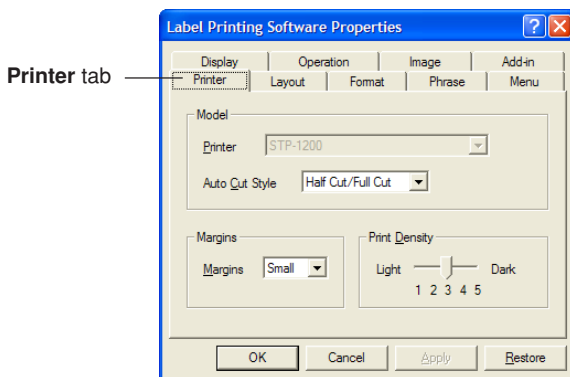 Label Printing Software Properties
Display Operation Image Add-in
Printer tab
Printer Layout Format Phrase Menu
Model
Printer STP-1200
Auto Cut Style Half Cut/Full Cut
Margins Print Density
Margins Small Light Dark
1 2 3 4 5
OK Cancel Apply Restore